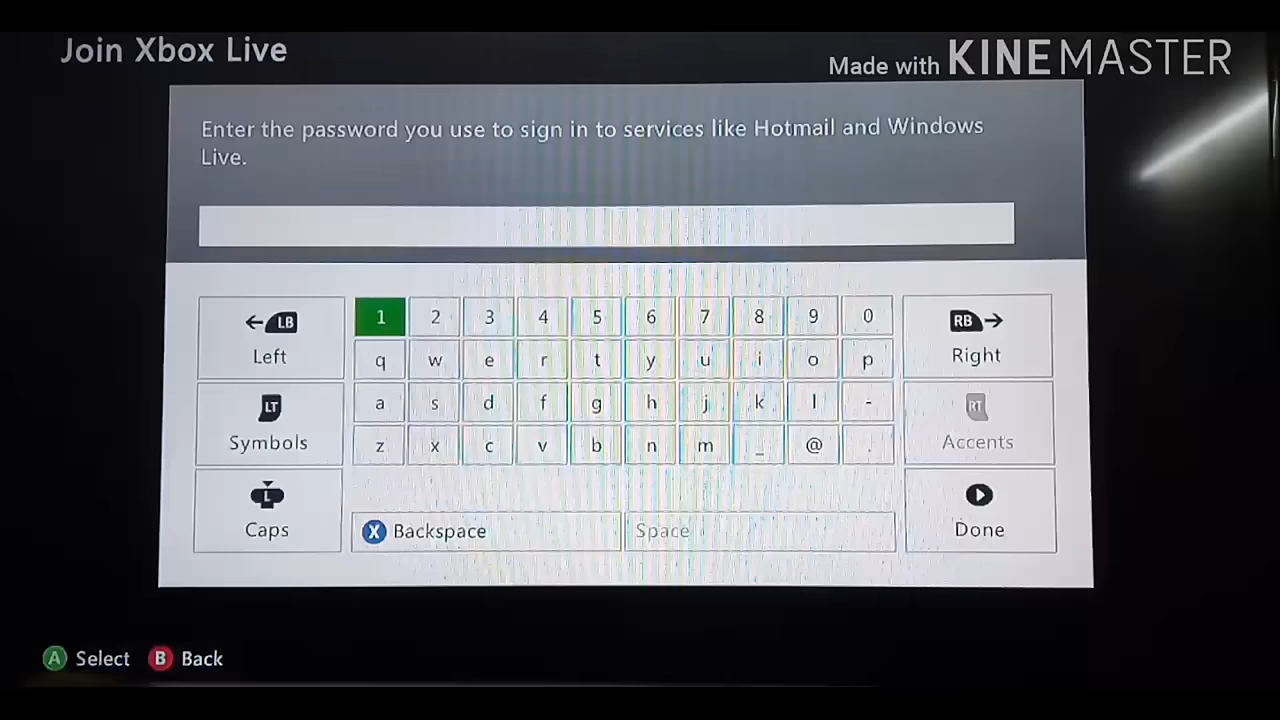 Join Xbox Live
Made with KINEMASTER
Enter the password you use to sign in to services like Hotmail and Windows
Live.
LB
Left
1 2 3 4 5 6 7 8 9 0
RB
Right
q w e r t y u i o p
LT
Symbols
a s d f g h j k l -
RT
Accents
z x c v b n m _ @ .
L
Caps
X Backspace
Space
Done
A Select B Back